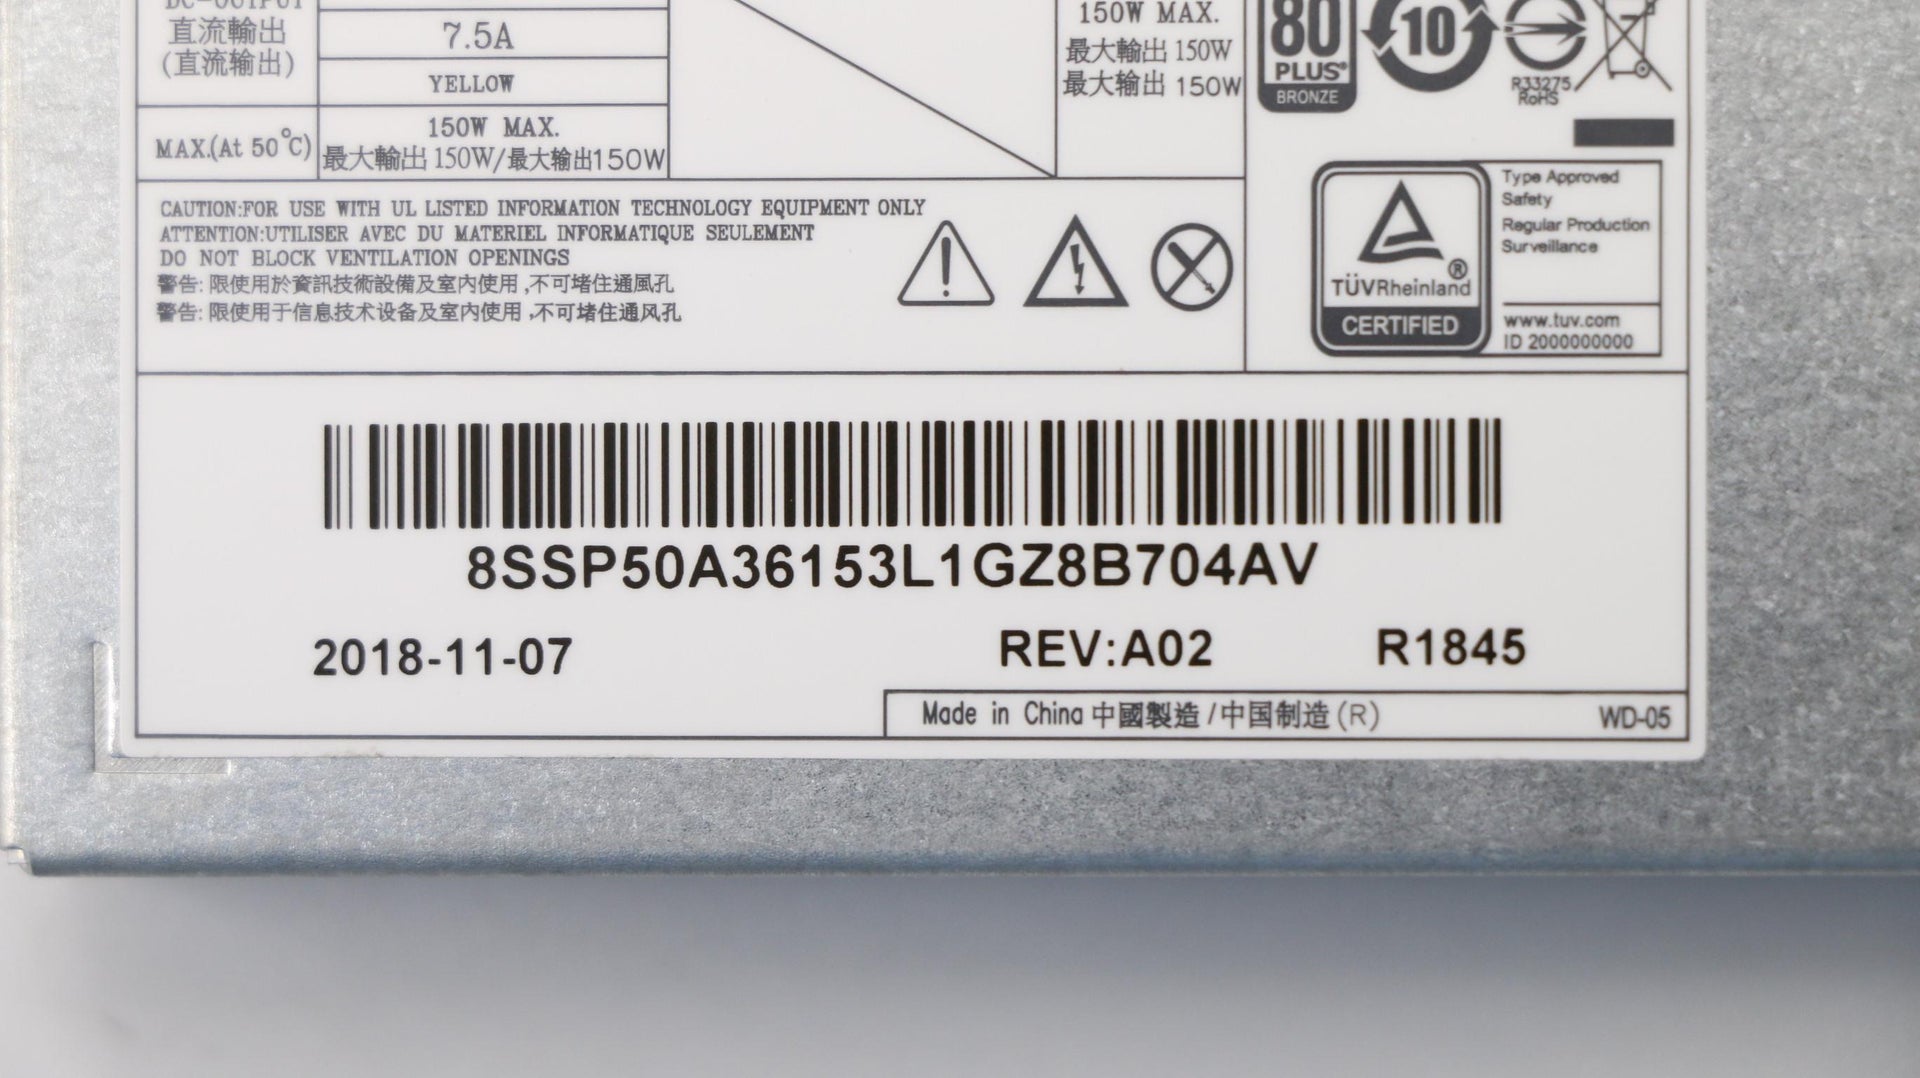 DC-OUTPUT
直流輸出
(直流输出)
7.5A
YELLOW
MAX.(At 50℃)
150W MAX.
最大輸出 150W/最大输出150W
150W MAX.
最大輸出 150W
最大输出 150W
80
PLUS®
BRONZE
10
R33275
RoHS
CAUTION:FOR USE WITH UL LISTED INFORMATION TECHNOLOGY EQUIPMENT ONLY
ATTENTION:UTILISER AVEC DU MATERIEL INFORMATIQUE SEULEMENT
DO NOT BLOCK VENTILATION OPENINGS
警告: 限使用於資訊技術設備及室內使用,不可堵住通風孔
警告: 限使用于信息技术设备及室内使用,不可堵住通风孔
TÜVRheinland®
CERTIFIED
Type Approved
Safety
Regular Production
Surveillance
www.tuv.com
ID 2000000000
8SSP50A36153L1GZ8B704AV
2018-11-07 REV:A02 R1845
Made in China 中國製造/中国制造(R) WD-05